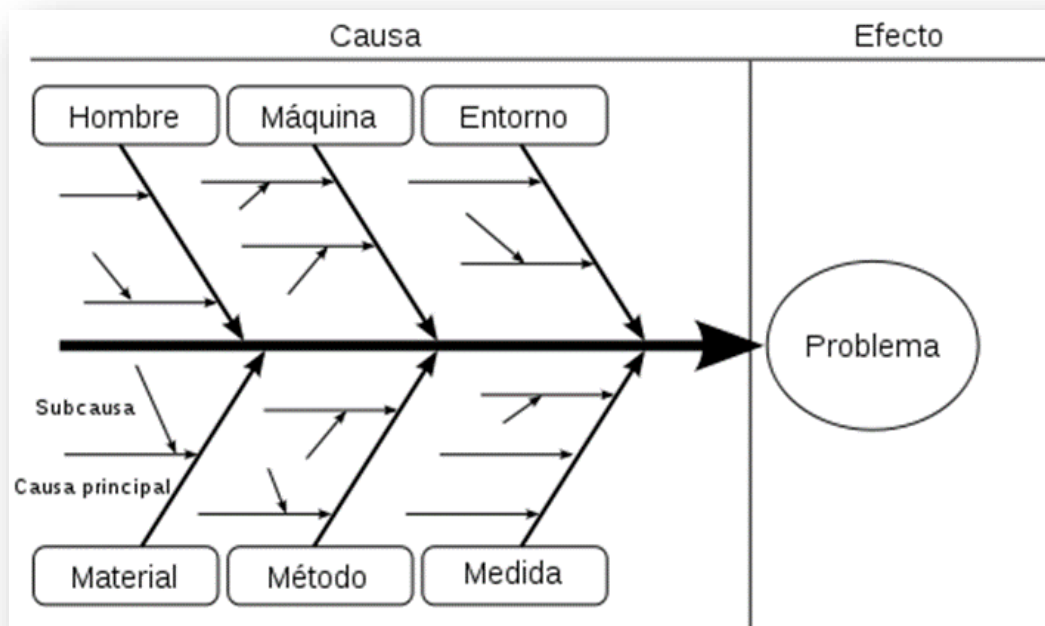 Causa
Efecto
Hombre
Máquina
Entorno
Problema
Subcausa
Causa principal
Material
Método
Medida